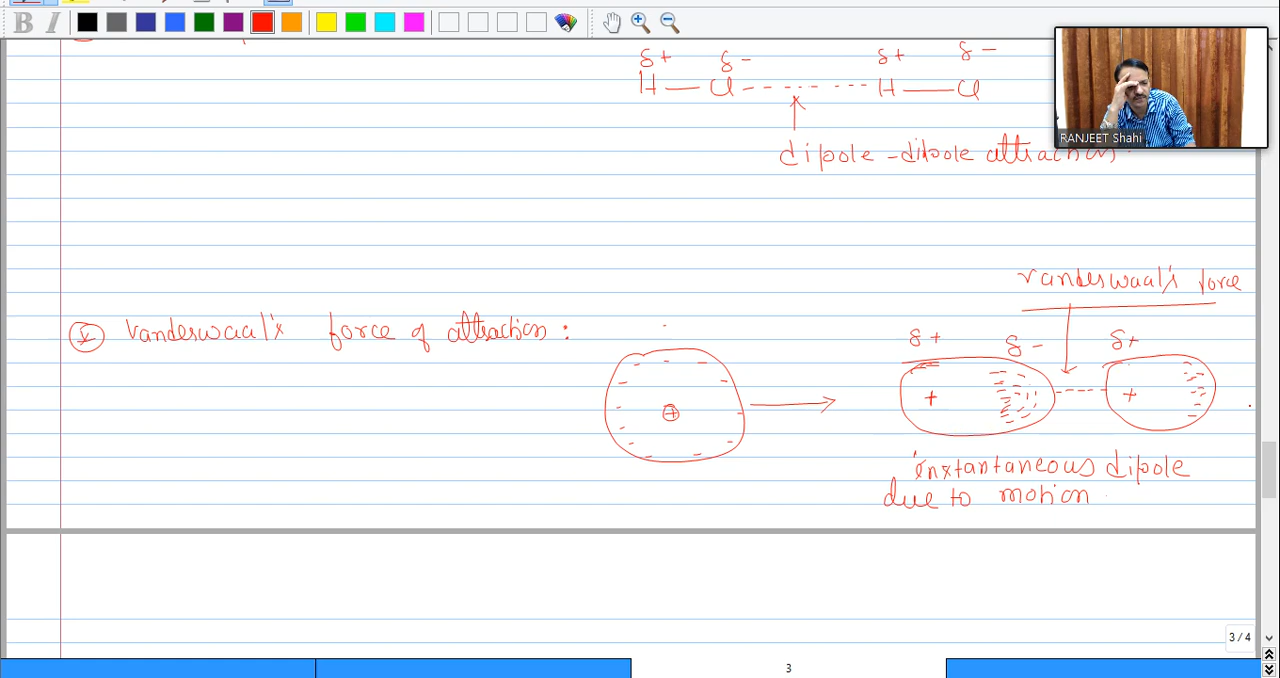 B I
δ+ δ- δ+ δ-
H — Cl ------- H — Cl
RANJEET Shahi
dipole-dipole attraction.
vanderwaal's force
(v) Vanderwaal's force of attraction:
δ+ δ- δ+
+ + +
instantaneous dipole
due to motion
3 / 4
3